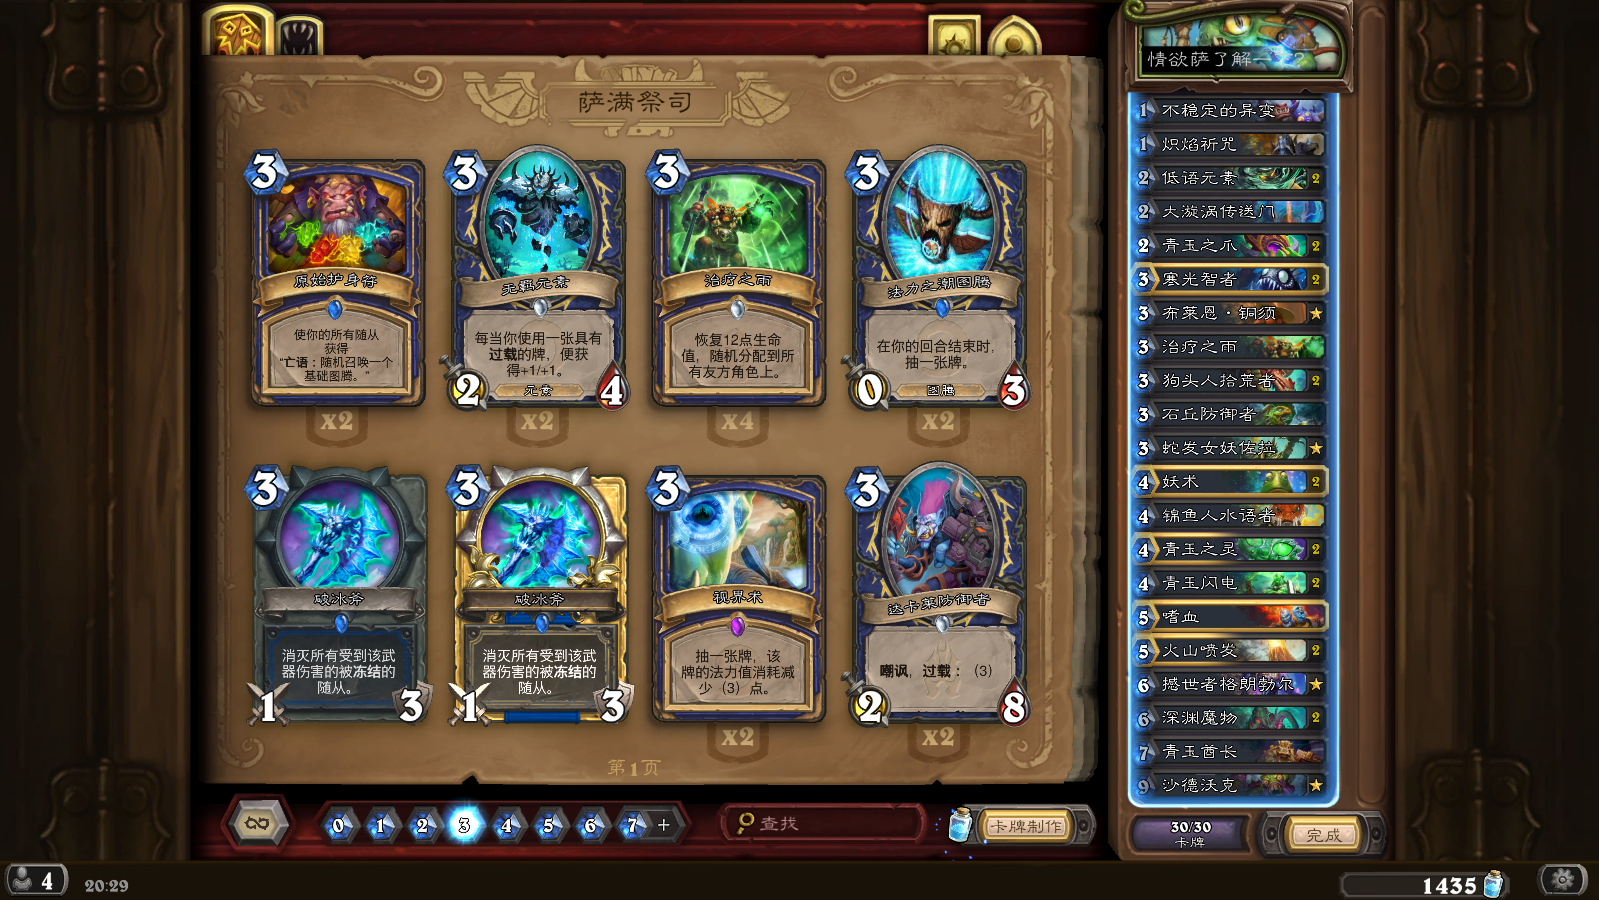 萨满祭司
3
原始护身符
使你的所有随从
获得
“亡语：随机召唤一个
基础图腾。”
x2
3
无羁元素
每当你使用一张具有
过载的牌，便获
得+1/+1。
2
元素
4
x2
3
治疗之雨
恢复12点生命
值，随机分配到所
有友方角色上。
x4
3
法力之潮图腾
在你的回合结束时，
抽一张牌。
0
图腾
3
x2
3
破冰斧
消灭所有受到该武
器伤害的被冻结的
随从。
1
3
3
破冰斧
消灭所有受到该武
器伤害的被冻结的
随从。
1
3
3
视界术
抽一张牌，该
牌的法力值消耗减
少（3）点。
x2
3
达卡莱防御者
嘲讽，过载：（3）
2
8
x2
第1页
0 1 2 3 4 5 6 7 +
查找
卡牌制作
情欲萨了解一
1 不稳定的异变
1 炽焰祈咒
2 低语元素 2
2 大漩涡传送门
2 青玉之爪 2
3 寒光智者 2
3 布莱恩·铜须
3 治疗之雨
3 狗头人拾荒者 2
3 石丘防御者
3 蛇发女妖佐拉
4 妖术 2
4 锦鱼人水语者
4 青玉之灵 2
4 青玉闪电 2
5 嗜血
5 火山喷发 2
6 撼世者格朗勃尔
6 深渊魔物 2
7 青玉酋长
9 沙德沃克
30/30
卡牌
完成
4
20:29
1435